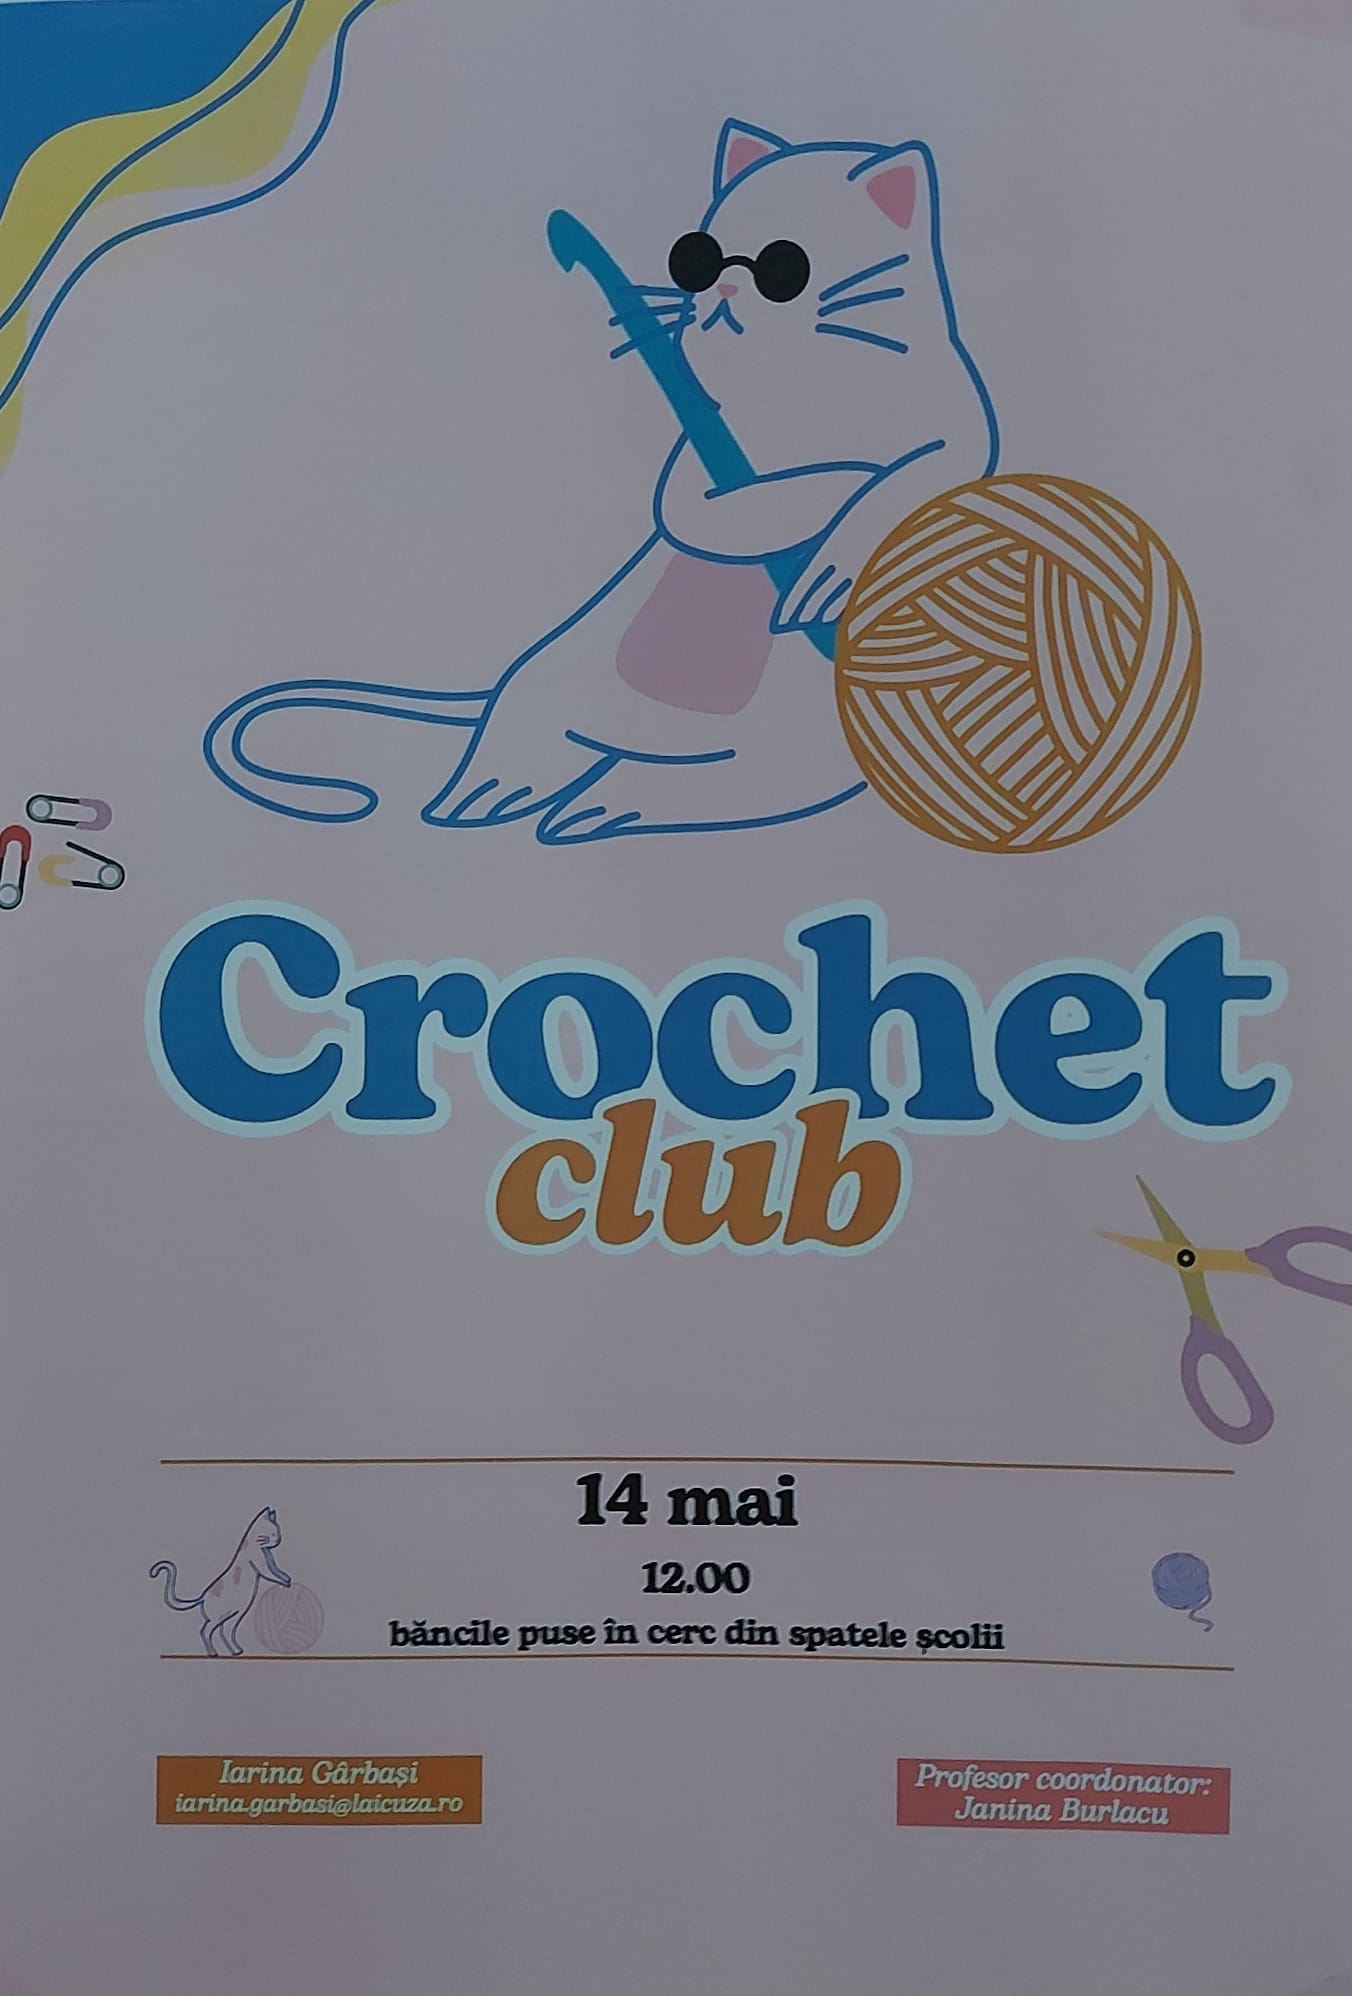 Crochet
club
14 mai
12.00
băncile puse în cerc din spatele școlii
Iarina Gârbași
iarina.garbasi@laicuza.ro
Profesor coordonator:
Janina Burlacu